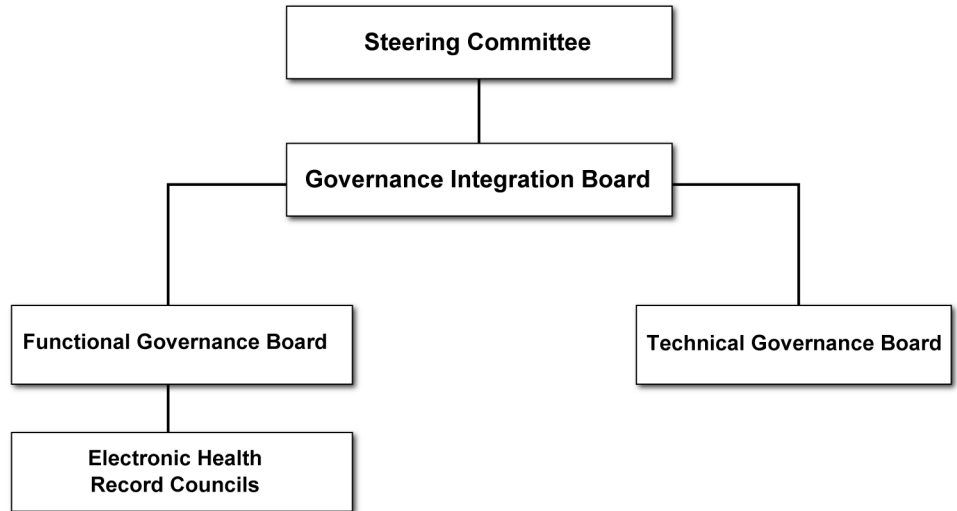 Steering Committee
Governance Integration Board
Functional Governance Board
Technical Governance Board
Electronic Health
Record Councils